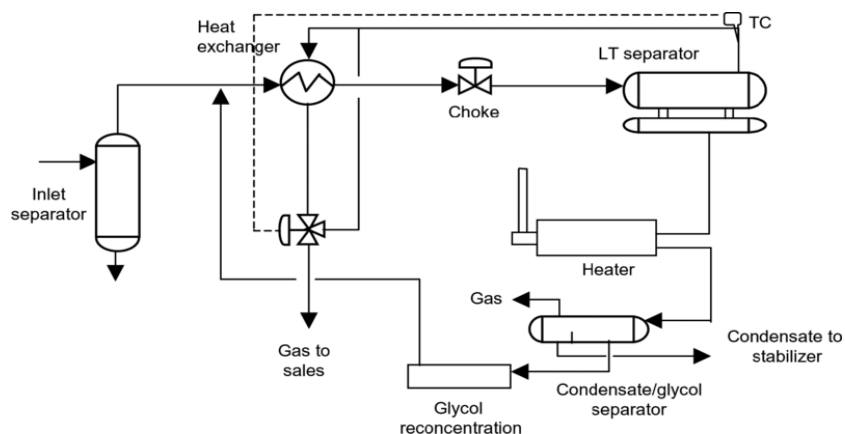 Heat
exchanger
TC
LT separator
Choke
Inlet
separator
Heater
Gas
Gas to
sales
Condensate to
stabilizer
Condensate/glycol
separator
Glycol
reconcentration